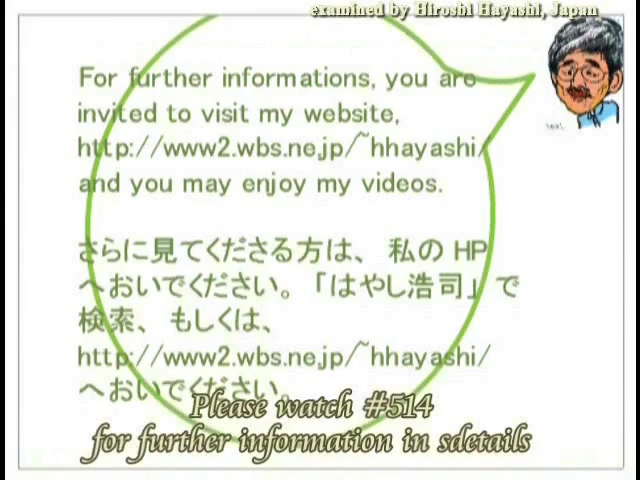 examined by Hiroshi Hayashi, Japan
For further informations, you are
invited to visit my website,
http://www2.wbs.ne.jp/~hhayashi/
and you may enjoy my videos.
さらに見てくださる方は、 私の HP
へおいでください。「はやし浩司」 で
検索、 もしくは、
http://www2.wbs.ne.jp/~hhayashi/
へおいでください。
Please watch #514
for further information in sdetails